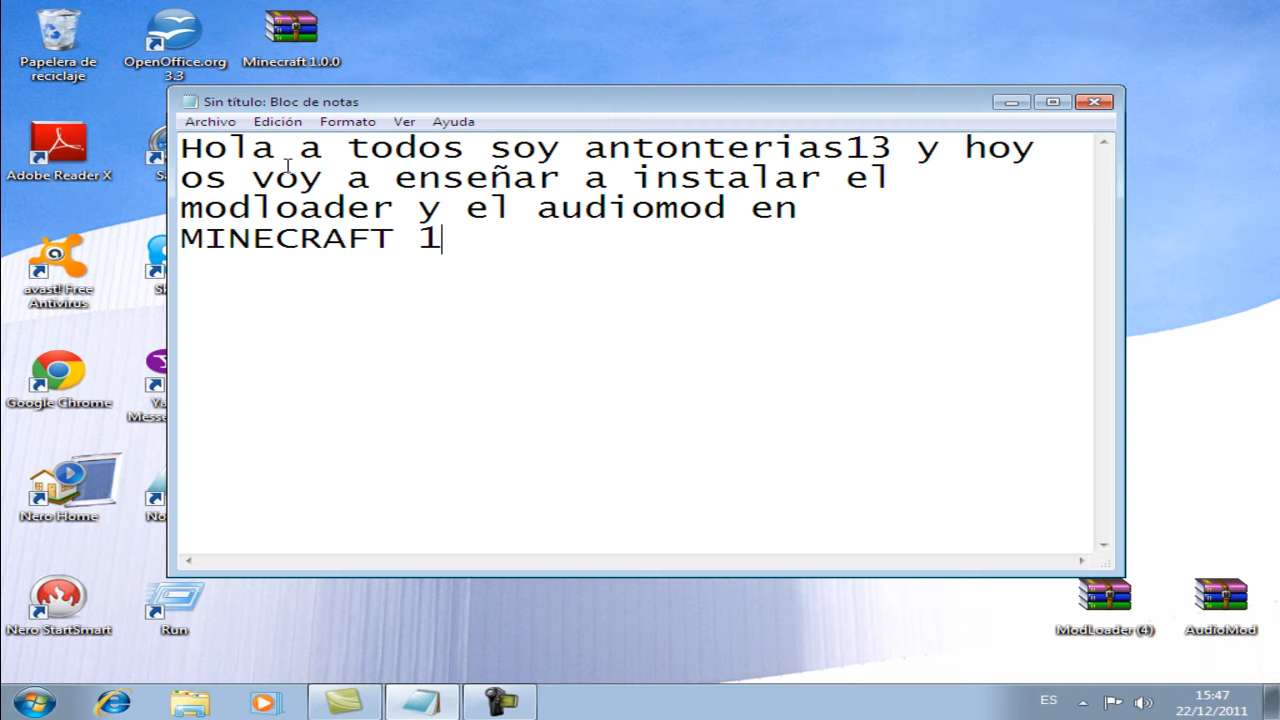 Papelera de
reciclaje
OpenOffice.org
3.3
Minecraft 1.0.0
Sin título: Bloc de notas
Archivo Edición Formato Ver Ayuda
Hola a todos soy antonterias13 y hoy
os voy a enseñar a instalar el
modloader y el audiomod en
MINECRAFT 1
Adobe Reader X
avast! Free
Antivirus
Google Chrome
Nero Home
Nero StartSmart
Run
ModLoader (4)
AudioMod
ES
15:47
22/12/2011